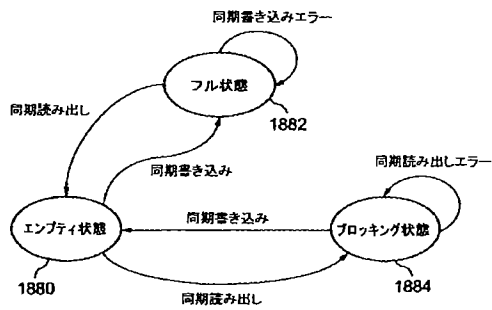 同期書き込みエラー
フル状態
1882
同期読み出し
同期書き込み
同期読み出しエラー
エンプティ状態
同期書き込み
ブロッキング状態
1880
同期読み出し
1884